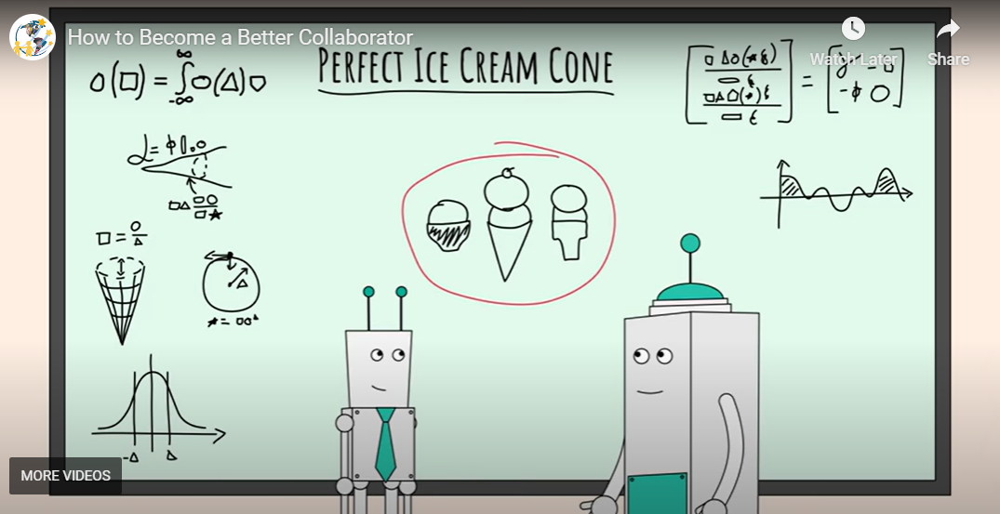 How to Become a Better Collaborator
Watch Later
Share
PERFECT ICE CREAM CONE
MORE VIDEOS